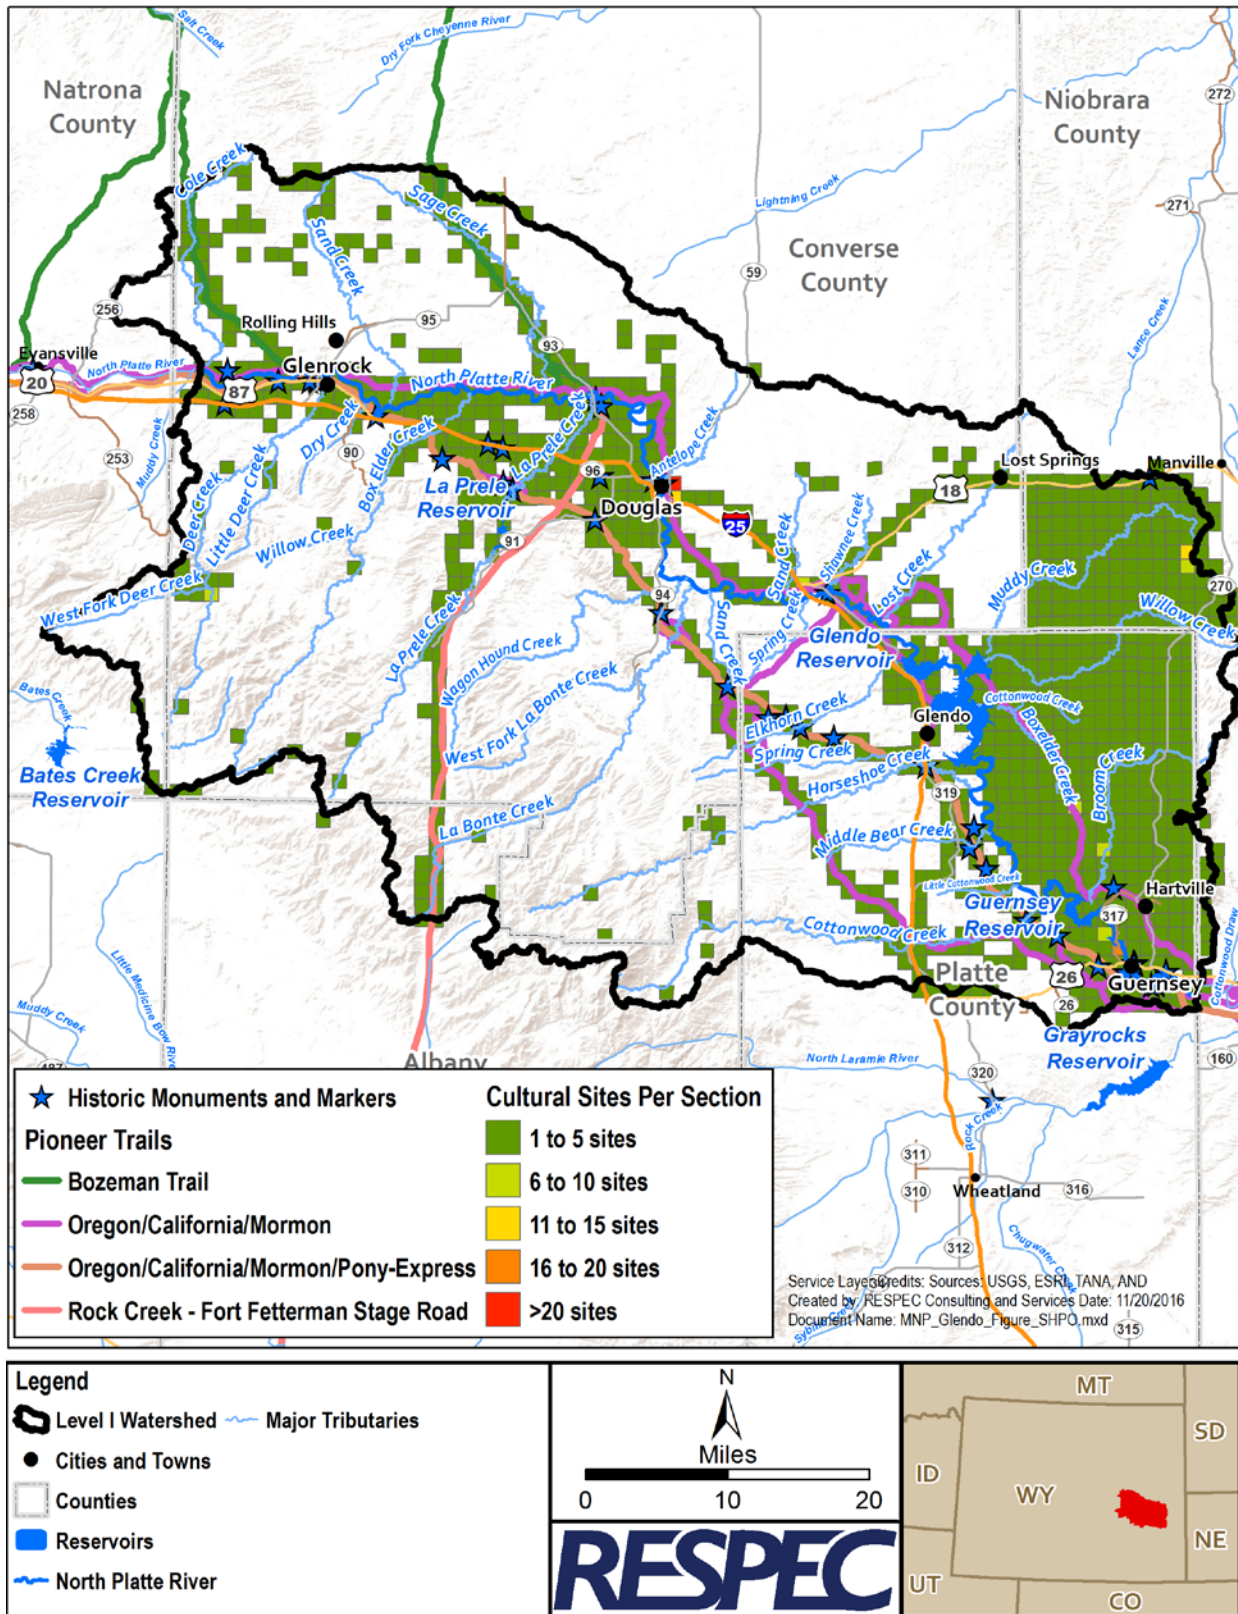 Salt Creek
Dry Fork Cheyenne River
Natrona
County
Niobrara
County
272
Cole Creek
Sage Creek
Sand Creek
Lightning Creek
271
Converse
County
59
Lance Creek
256
Rolling Hills
95
93
Evansville
North Platte River
Glenrock
20
87
North Platte River
258
Dry Creek
La Prele Creek
Antelope Creek
253
Muddy Creek
90
Box Elder Creek
96
Lost Springs
Manville
Deer Creek
Little Deer Creek
La Prele
Reservoir
Douglas
18
25
Willow Creek
91
Sand Creek
Shawnee Creek
Lost Creek
Muddy Creek
270
West Fork Deer Creek
94
Willow Creek
La Prele Creek
Wagon Hound Creek
Sand Creek
Spring Creek
Glendo
Reservoir
Bates Creek
West Fork La Bonte Creek
Elkhorn Creek
Cottonwood Creek
Glendo
Boxelder Creek
Bates Creek
Reservoir
Spring Creek
Horseshoe Creek
Broom Creek
319
La Bonte Creek
Middle Bear Creek
Little Cottonwood Creek
Hartville
Guernsey
Reservoir
317
Cottonwood Creek
Cottonwood Draw
Little Medicine Bow River
Platte
County
26
Guernsey
26
Muddy Creek
Grayrocks
Reservoir
Albany
487
North Laramie River
160
320
Rock Creek
311
310
Wheatland
316
312
Chugwater Creek
34
315
Historic Monuments and Markers
Pioneer Trails
Bozeman Trail
Oregon/California/Mormon
Oregon/California/Mormon/Pony-Express
Rock Creek - Fort Fetterman Stage Road
Cultural Sites Per Section
1 to 5 sites
6 to 10 sites
11 to 15 sites
16 to 20 sites
>20 sites
Service Layer Credits: Sources: USGS, ESRI, TANA, AND
Created by: RESPEC Consulting and Services Date: 11/20/2016
Document Name: MNP_Glendo_Figure_SHPO.mxd
Legend
Level I Watershed
Major Tributaries
Cities and Towns
Counties
Reservoirs
North Platte River
N
Miles
0 10 20
RESPEC
MT
SD
ID
WY
NE
UT
CO